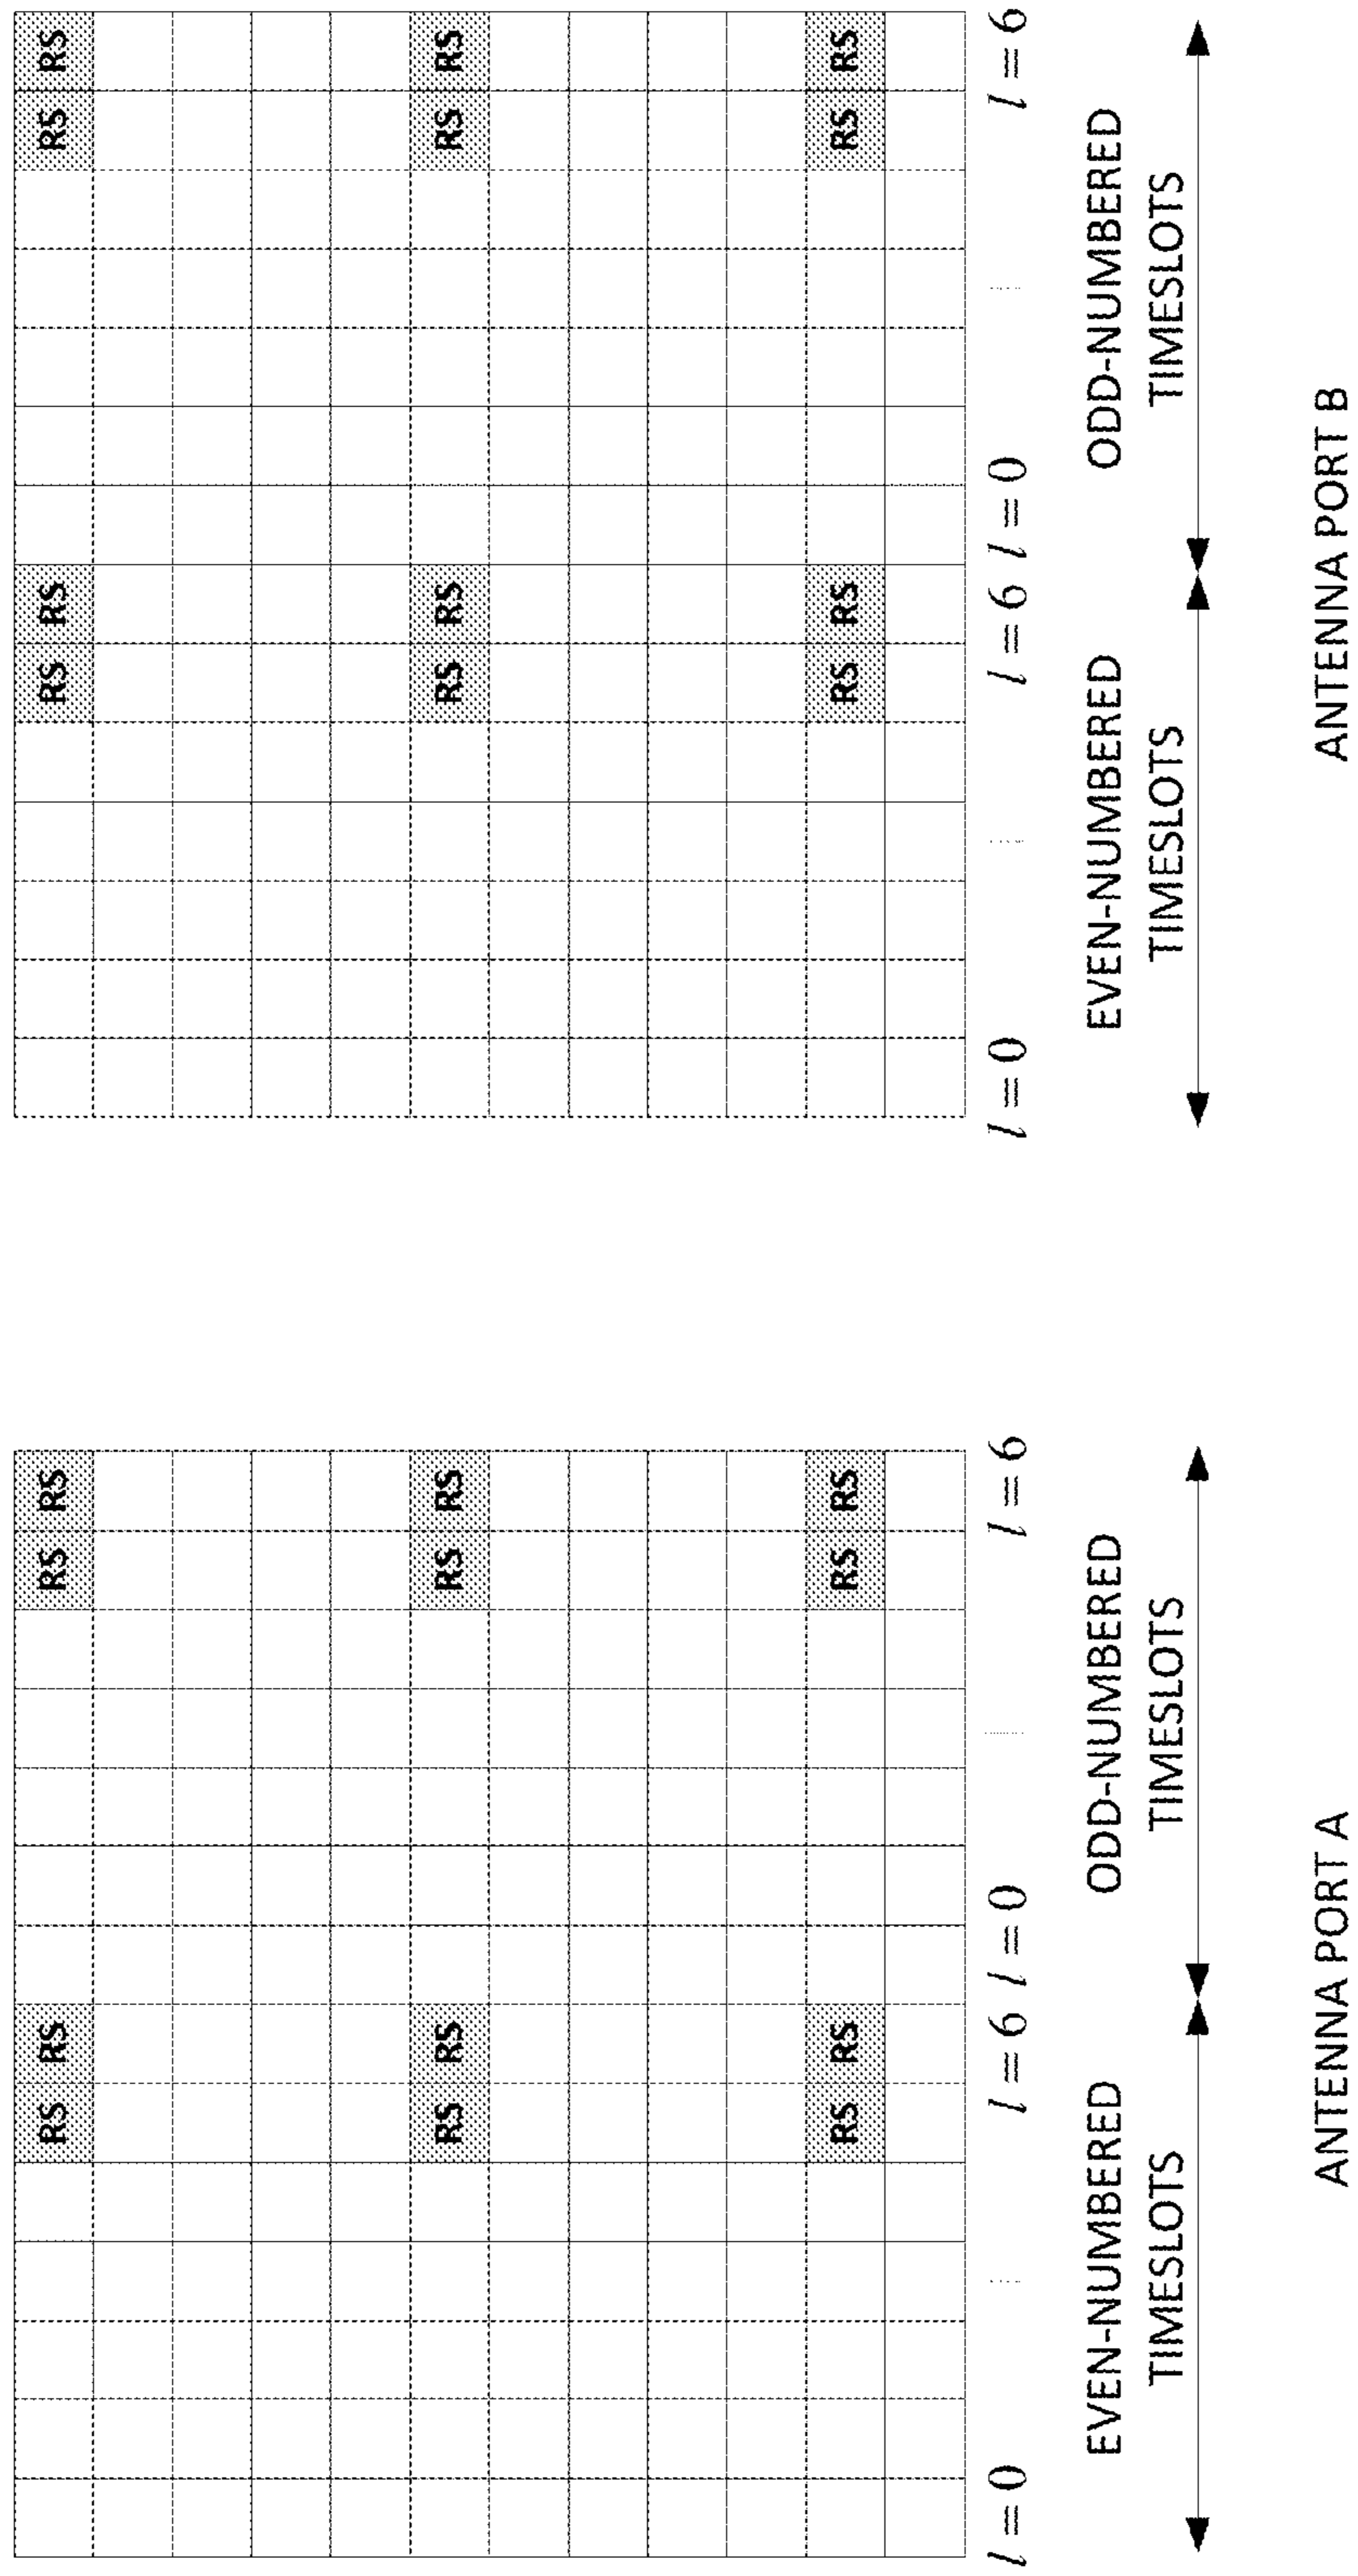 RS RS RS RS RS RS RS RS
RS RS RS RS RS RS RS RS
RS RS RS RS RS RS RS RS
l = 0 l = 6 l = 0 l = 6 l = 0 l = 6 l = 0 l = 6
EVEN-NUMBERED ODD-NUMBERED EVEN-NUMBERED ODD-NUMBERED
TIMESLOTS TIMESLOTS TIMESLOTS TIMESLOTS
ANTENNA PORT A ANTENNA PORT B